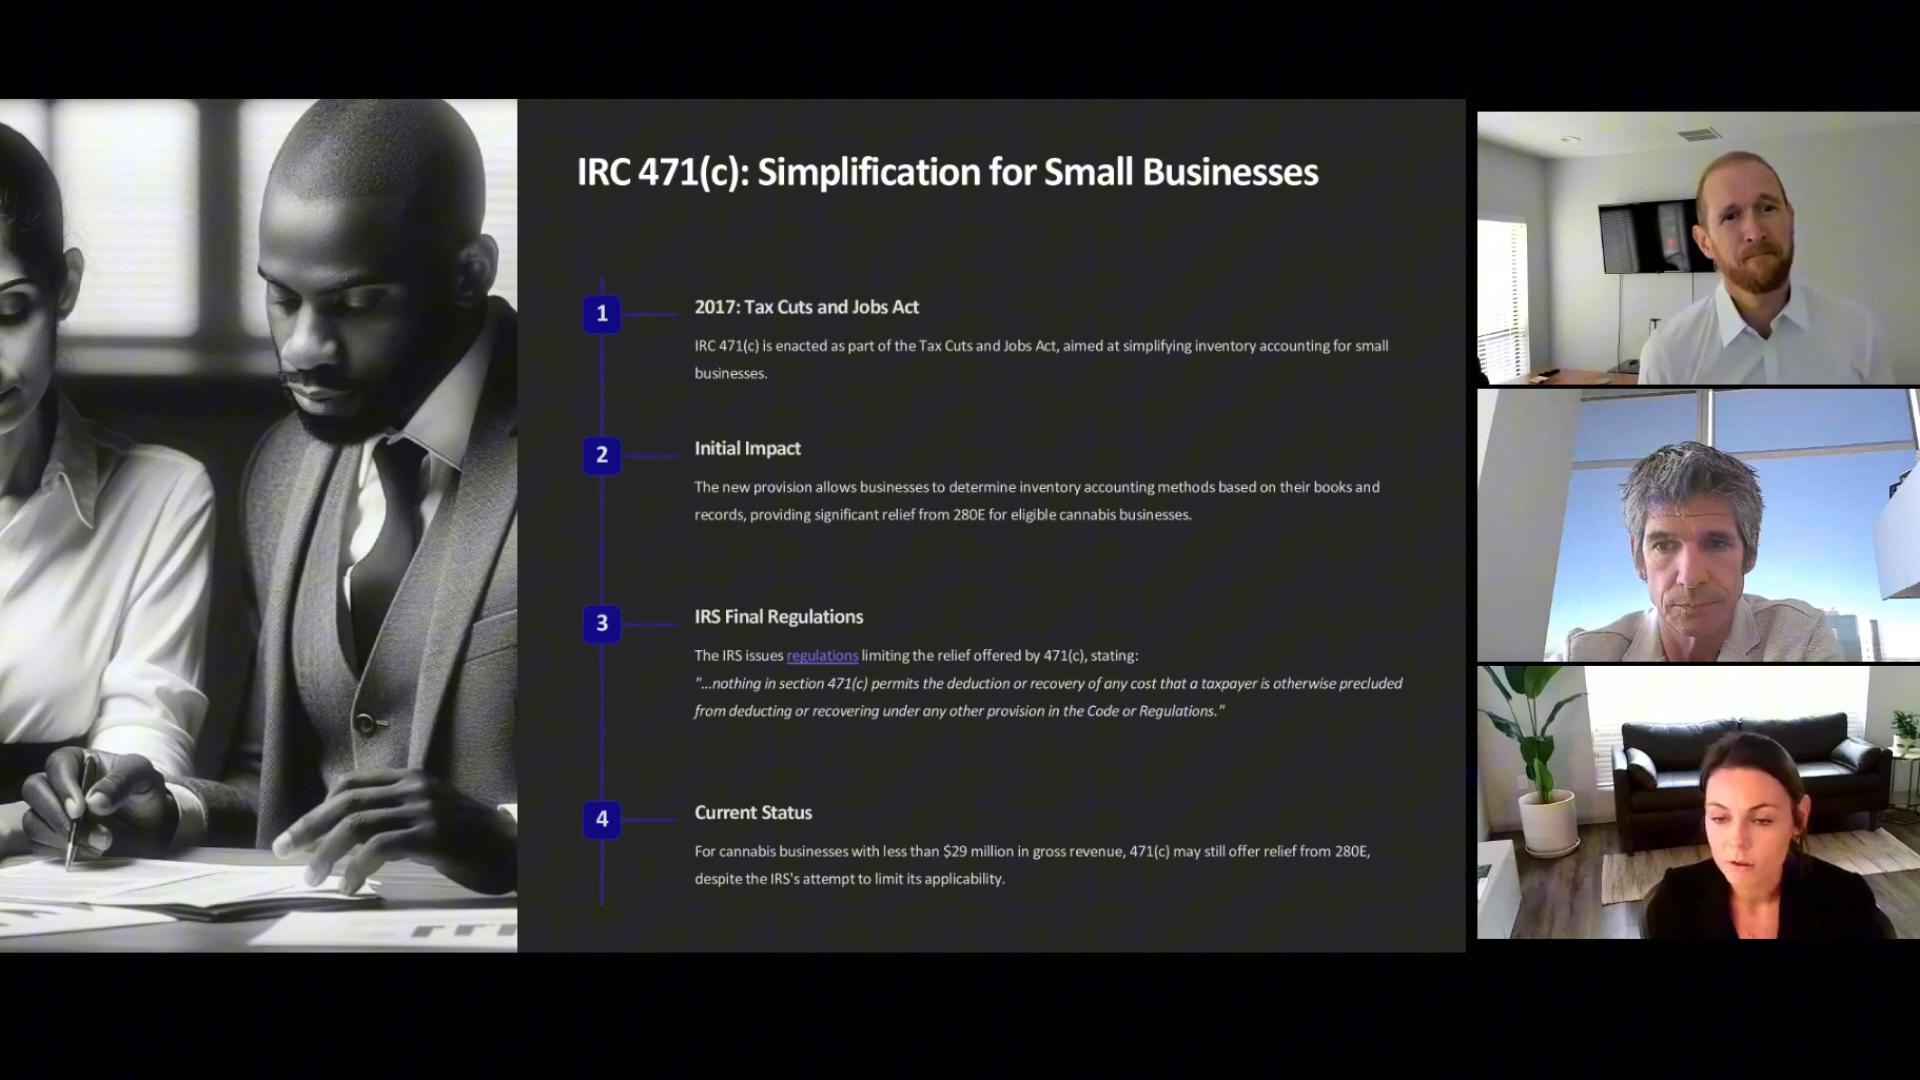 IRC 471(c): Simplification for Small Businesses
1
2017: Tax Cuts and Jobs Act
IRC 471(c) is enacted as part of the Tax Cuts and Jobs Act, aimed at simplifying inventory accounting for small
businesses.
2
Initial Impact
The new provision allows businesses to determine inventory accounting methods based on their books and
records, providing significant relief from 280E for eligible cannabis businesses.
3
IRS Final Regulations
The IRS issues regulations limiting the relief offered by 471(c), stating:
"...nothing in section 471(c) permits the deduction or recovery of any cost that a taxpayer is otherwise precluded
from deducting or recovering under any other provision in the Code or Regulations."
4
Current Status
For cannabis businesses with less than $29 million in gross revenue, 471(c) may still offer relief from 280E,
despite the IRS's attempt to limit its applicability.